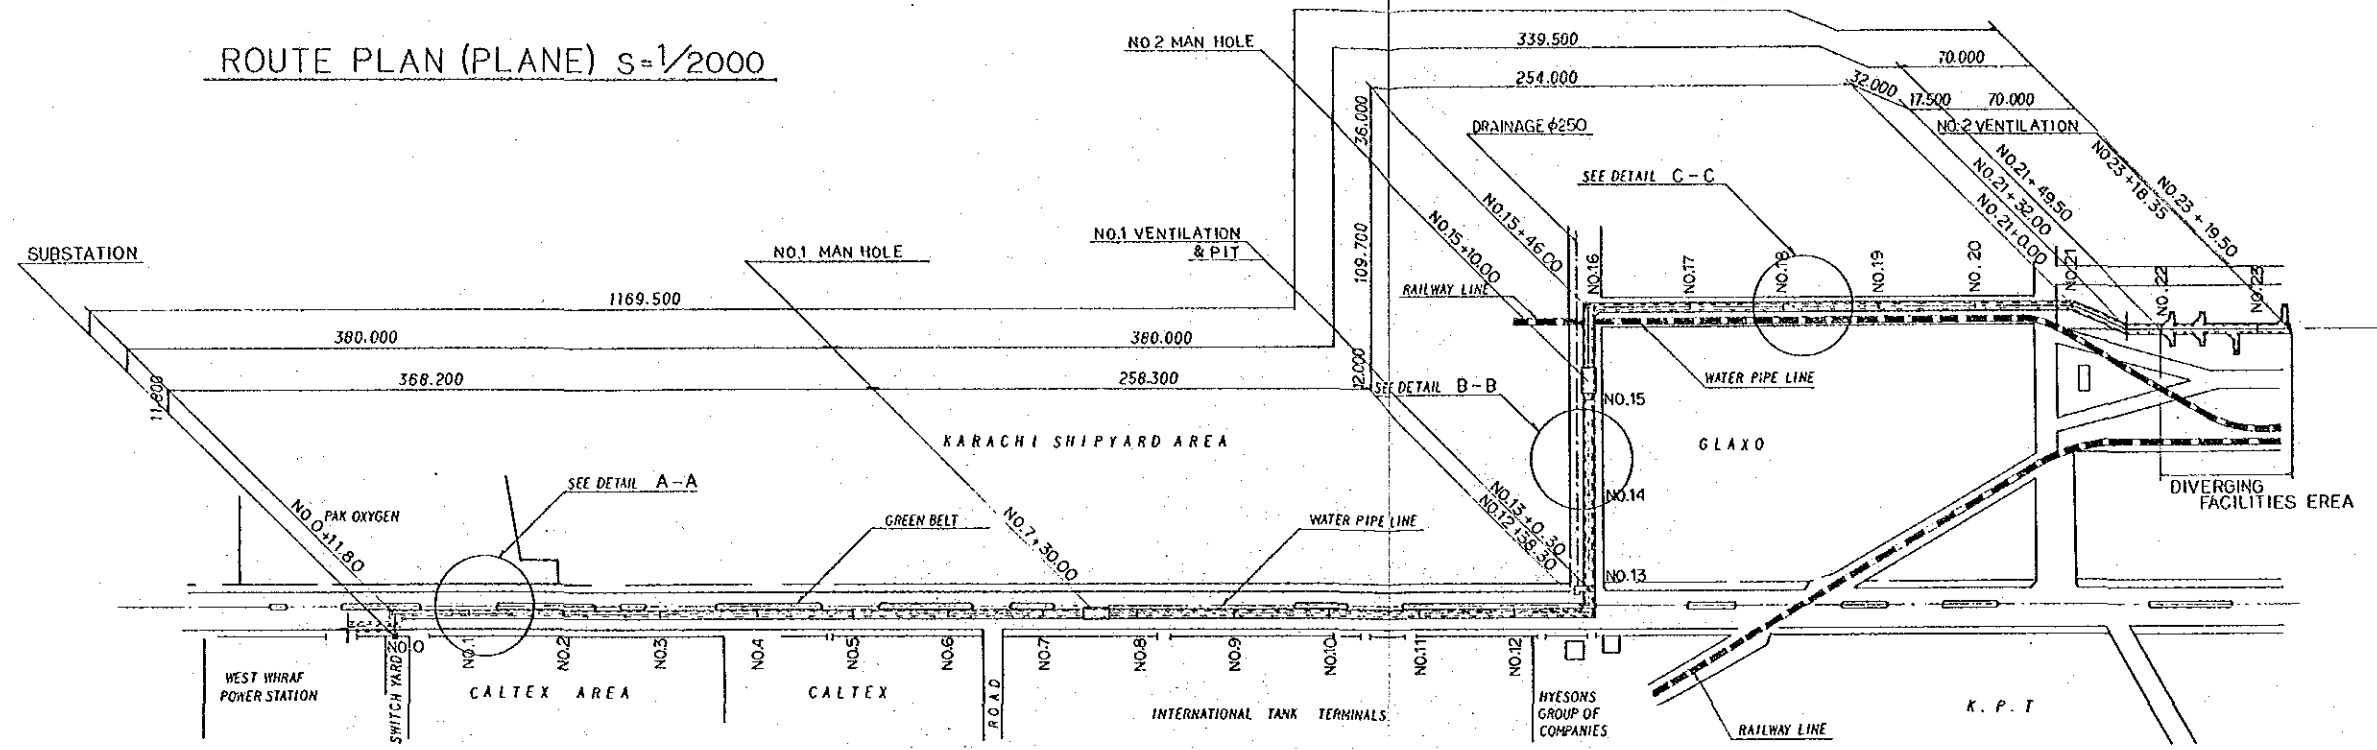 ROUTE PLAN (PLANE) S=1/2000
NO.2 MAN HOLE
339.500
70.000
254.000
32.000
17.500
70.000
NO.2 VENTILATION
36.000
DRAINAGE φ250
SEE DETAIL C-C
NO.21+49.50
NO.21+32.00
NO.21+0.00
NO.23+18.35
NO.23+19.50
SUBSTATION
NO.1 MAN HOLE
NO.1 VENTILATION
& PIT
109.700
NO.15+46.00
NO.15+10.00
RAILWAY LINE
NO.16
NO.17
NO.18
NO.19
NO.20
NO.21
NO.22
NO.23
1169.500
380.000
380.000
368.200
258.300
12.000
11.800
SEE DETAIL B-B
WATER PIPE LINE
NO.15
KARACHI SHIPYARD AREA
GLAXO
SEE DETAIL A-A
NO.0+11.80
PAK OXYGEN
GREEN BELT
NO.7+30.00
WATER PIPE LINE
NO.13+0.30
NO.12+58.30
NO.14
NO.13
DIVERGING
FACILITIES EREA
NO.0
NO.1
NO.2
NO.3
NO.4
NO.5
NO.6
NO.7
NO.8
NO.9
NO.10
NO.11
NO.12
WEST WHRAF
POWER STATION
SWITCH YARD
CALTEX AREA
CALTEX
ROAD
INTERNATIONAL TANK TERMINALS
HYESONS
GROUP OF
COMPANIES
RAILWAY LINE
K.P.T